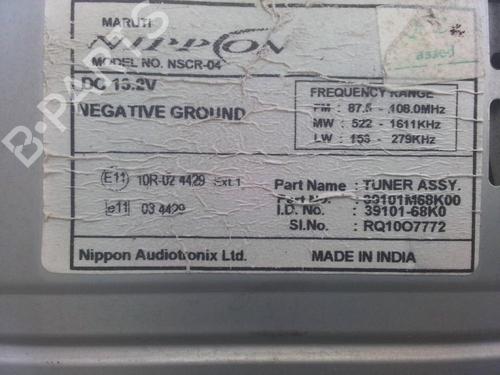 MARUTI
NIPPON
MODEL NO. NSCR-04
DC 13.2V
NEGATIVE GROUND
FREQUENCY RANGE
FM : 87.5 - 108.0MHz
MW : 522 - 1611KHz
LW : 153 - 279KHz
E11 10R-02 4429 Ext.1
e11 03 4429
Part Name : TUNER ASSY.
Part No. : 39101M68K00
I.D. No. : 39101-68K0
Sl.No. : RQ10O7772
Nippon Audiotronix Ltd.
MADE IN INDIA
B-PARTS